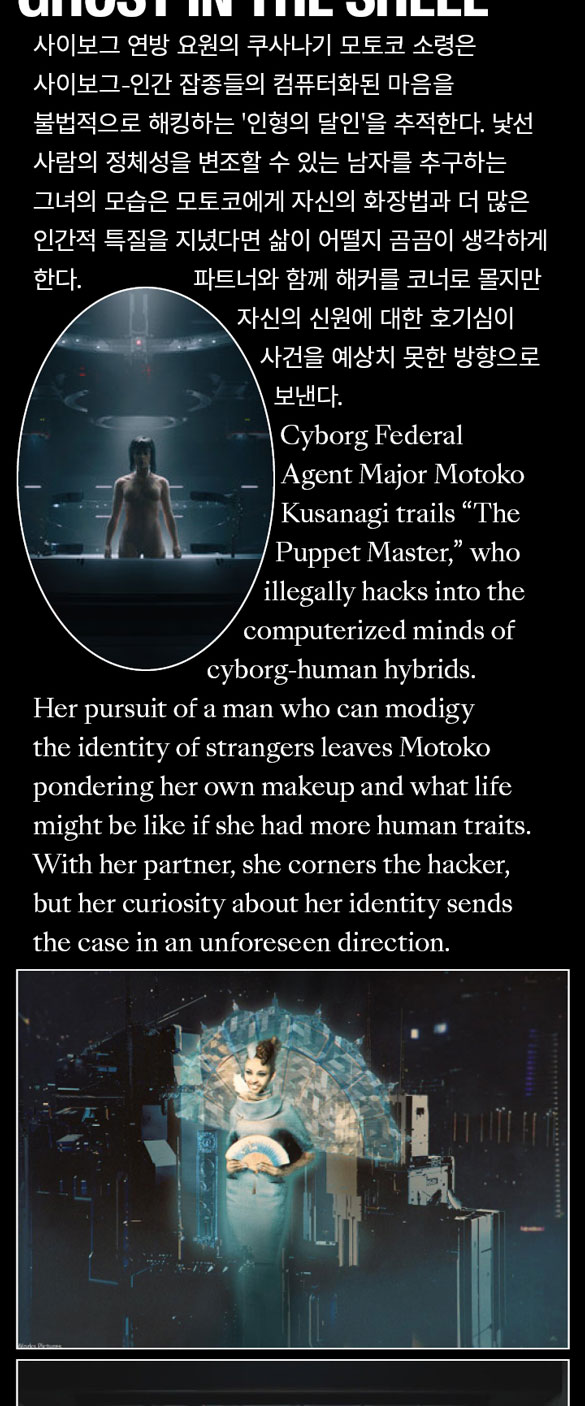 GHOST IN THE SHELL
사이보그 연방 요원의 쿠사나기 모토코 소령은
사이보그-인간 잡종들의 컴퓨터화된 마음을
불법적으로 해킹하는 '인형의 달인'을 추적한다. 낯선
사람의 정체성을 변조할 수 있는 남자를 추구하는
그녀의 모습은 모토코에게 자신의 화장법과 더 많은
인간적 특질을 지녔다면 삶이 어떨지 곰곰이 생각하게
한다. 파트너와 함께 해커를 코너로 몰지만
자신의 신원에 대한 호기심이
사건을 예상치 못한 방향으로
보낸다.
Cyborg Federal
Agent Major Motoko
Kusanagi trails “The
Puppet Master,” who
illegally hacks into the
computerized minds of
cyborg-human hybrids.
Her pursuit of a man who can modigy
the identity of strangers leaves Motoko
pondering her own makeup and what life
might be like if she had more human traits.
With her partner, she corners the hacker,
but her curiosity about her identity sends
the case in an unforeseen direction.